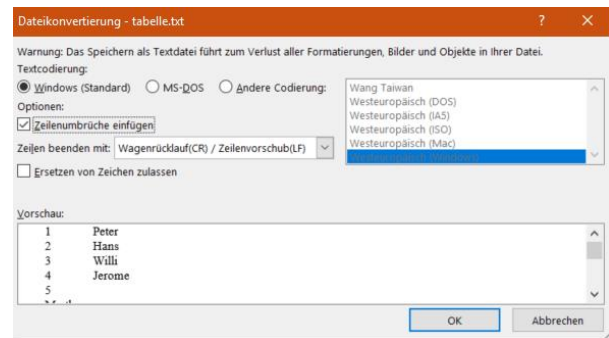 Dateikonvertierung - tabelle.txt
Warnung: Das Speichern als Textdatei führt zum Verlust aller Formatierungen, Bilder und Objekte in Ihrer Datei.
Textcodierung:
Windows (Standard) MS-DOS Andere Codierung:
Wang Taiwan
Westeuropäisch (DOS)
Westeuropäisch (IA5)
Westeuropäisch (ISO)
Westeuropäisch (Mac)
Westeuropäisch (Windows)
Optionen:
Zeilenumbrüche einfügen
Zeilen beenden mit: Wagenrücklauf(CR) / Zeilenvorschub(LF)
Ersetzen von Zeichen zulassen
Vorschau:
1 Peter
2 Hans
3 Willi
4 Jerome
5
OK Abbrechen